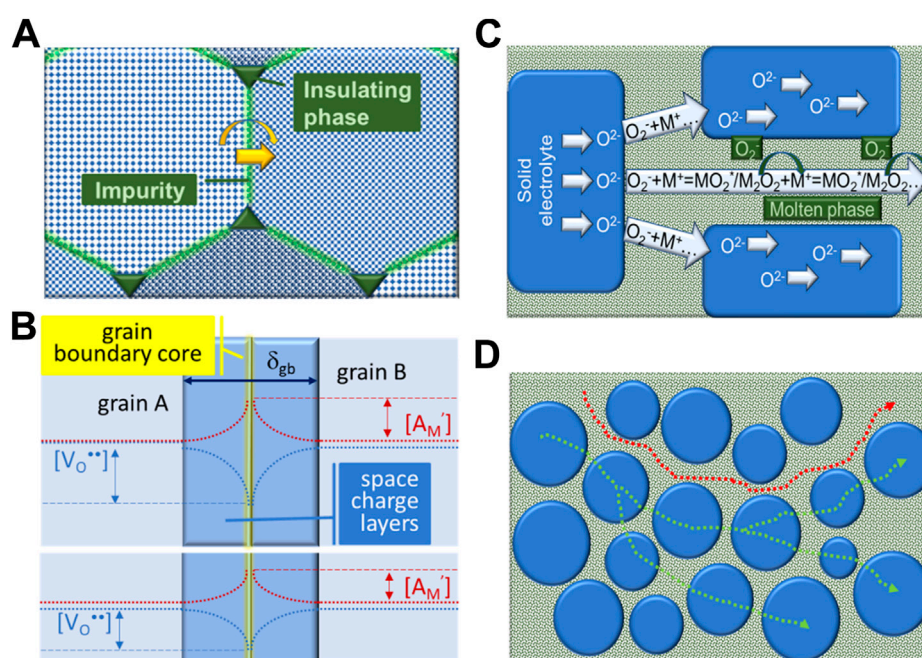 A
Insulating
phase
Impurity
B
grain
boundary core
δgb
grain A
grain B
[AM′]
[VO••]
space
charge
layers
[AM′]
[VO••]
C
Solid
electrolyte
O2-
O2-
O2-
O2-
O2-
O2-
O2-
O2-
O2-
O2-
O2-
O2⁻+M⁺...
O2⁻
O2⁻
O2⁻+M⁺=MO2*/M2O2+M⁺=MO2*/M2O2...
Molten phase
O2⁻+M⁺...
D